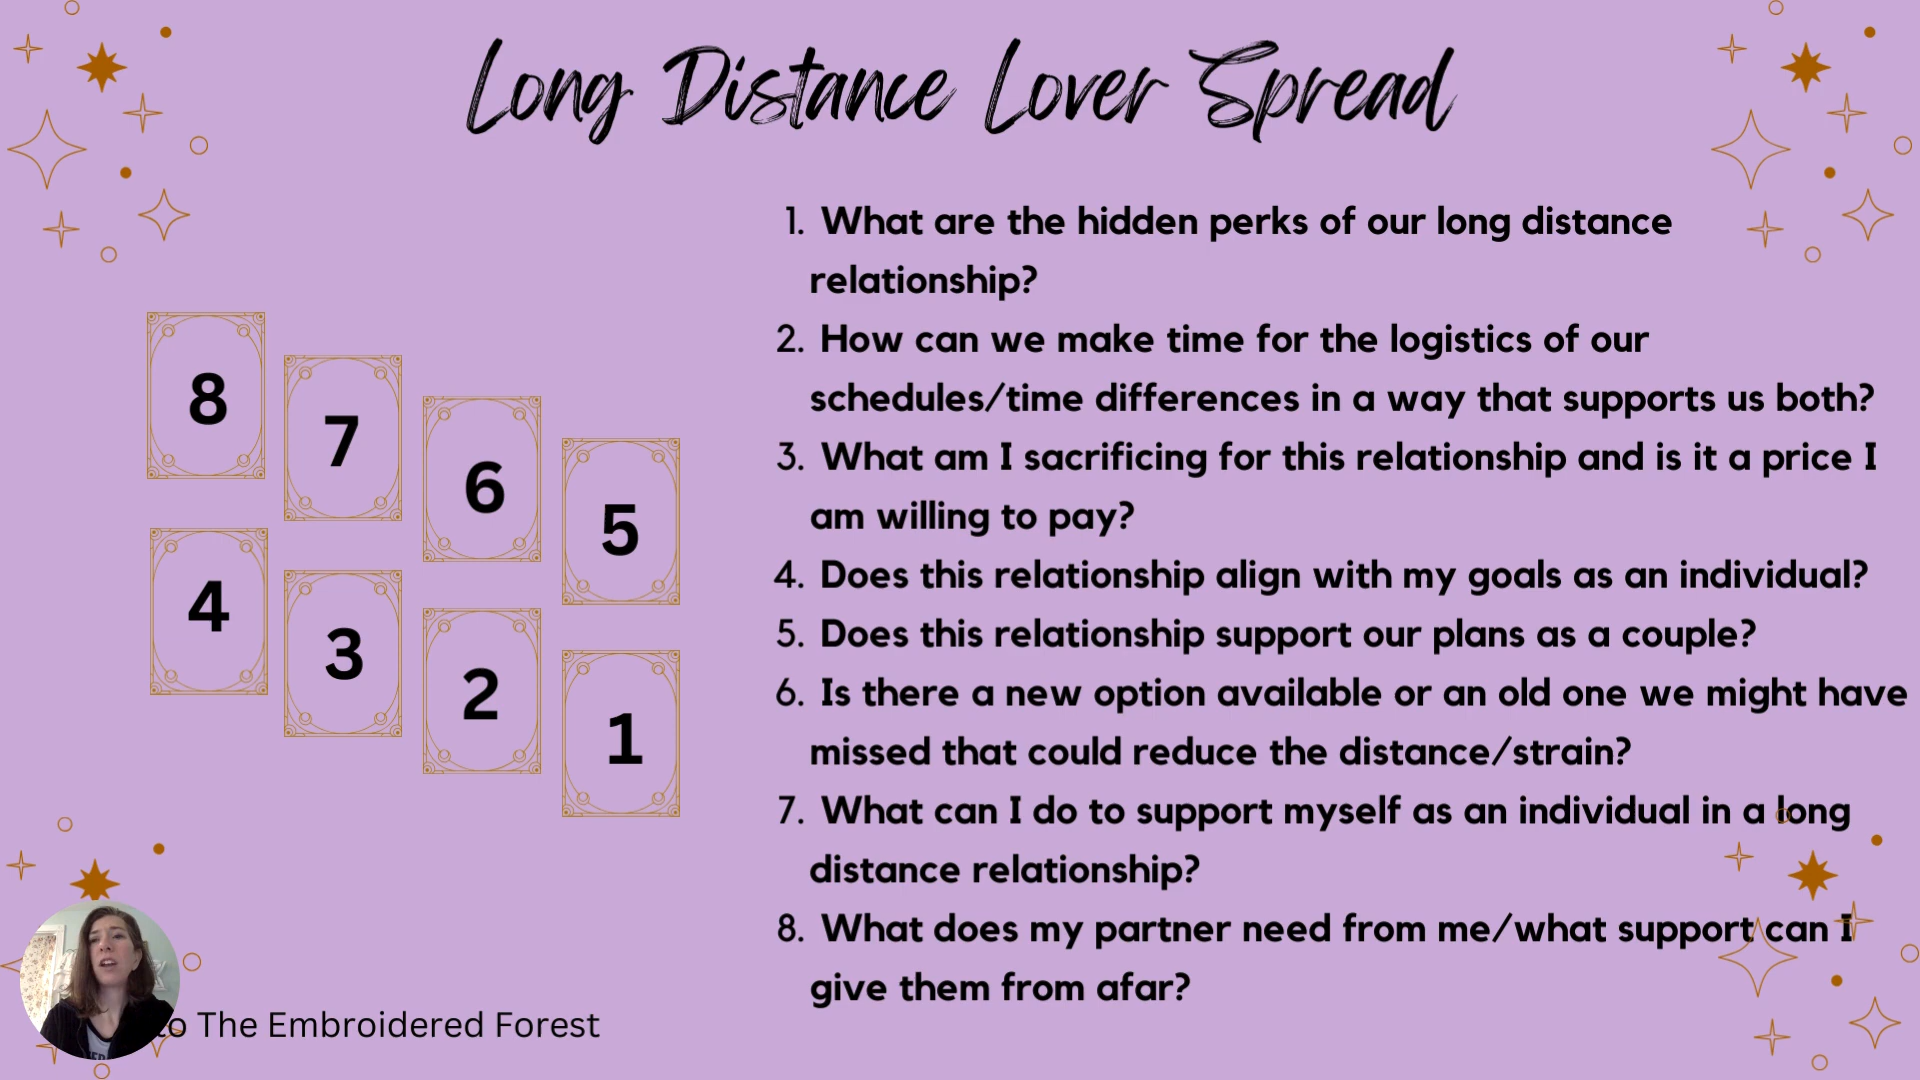 Long Distance Lover Spread
8
7
6
5
4
3
2
1
1. What are the hidden perks of our long distance
relationship?
2. How can we make time for the logistics of our
schedules/time differences in a way that supports us both?
3. What am I sacrificing for this relationship and is it a price I
am willing to pay?
4. Does this relationship align with my goals as an individual?
5. Does this relationship support our plans as a couple?
6. Is there a new option available or an old one we might have
missed that could reduce the distance/strain?
7. What can I do to support myself as an individual in a long
distance relationship?
8. What does my partner need from me/what support can I
give them from afar?
to The Embroidered Forest